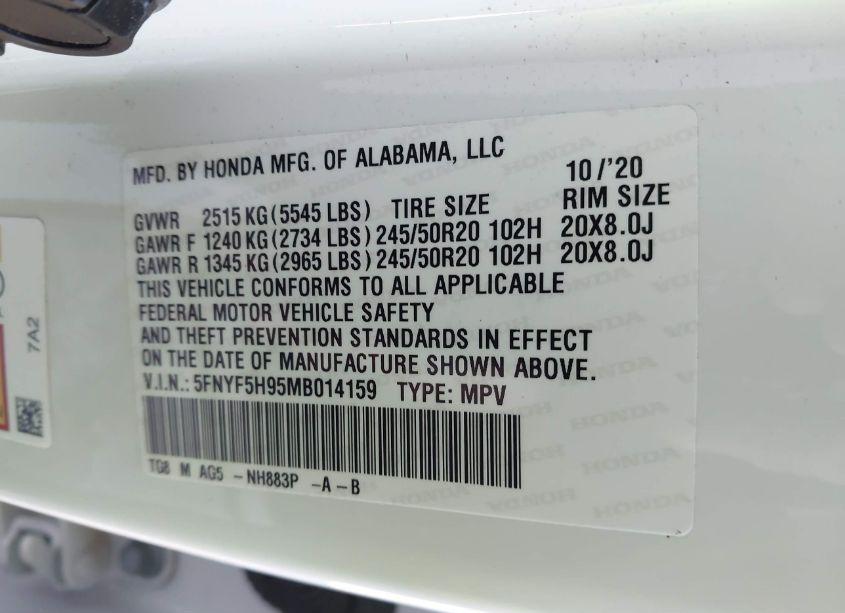 MFD. BY HONDA MFG. OF ALABAMA, LLC 10/'20
GVWR 2515 KG (5545 LBS) TIRE SIZE RIM SIZE
GAWR F 1240 KG (2734 LBS) 245/50R20 102H 20X8.0J
GAWR R 1345 KG (2965 LBS) 245/50R20 102H 20X8.0J
THIS VEHICLE CONFORMS TO ALL APPLICABLE
FEDERAL MOTOR VEHICLE SAFETY
AND THEFT PREVENTION STANDARDS IN EFFECT
ON THE DATE OF MANUFACTURE SHOWN ABOVE.
V.I.N.: 5FNYF5H95MB014159 TYPE: MPV
TG8 M AG5 - NH883P - A - B
7A2